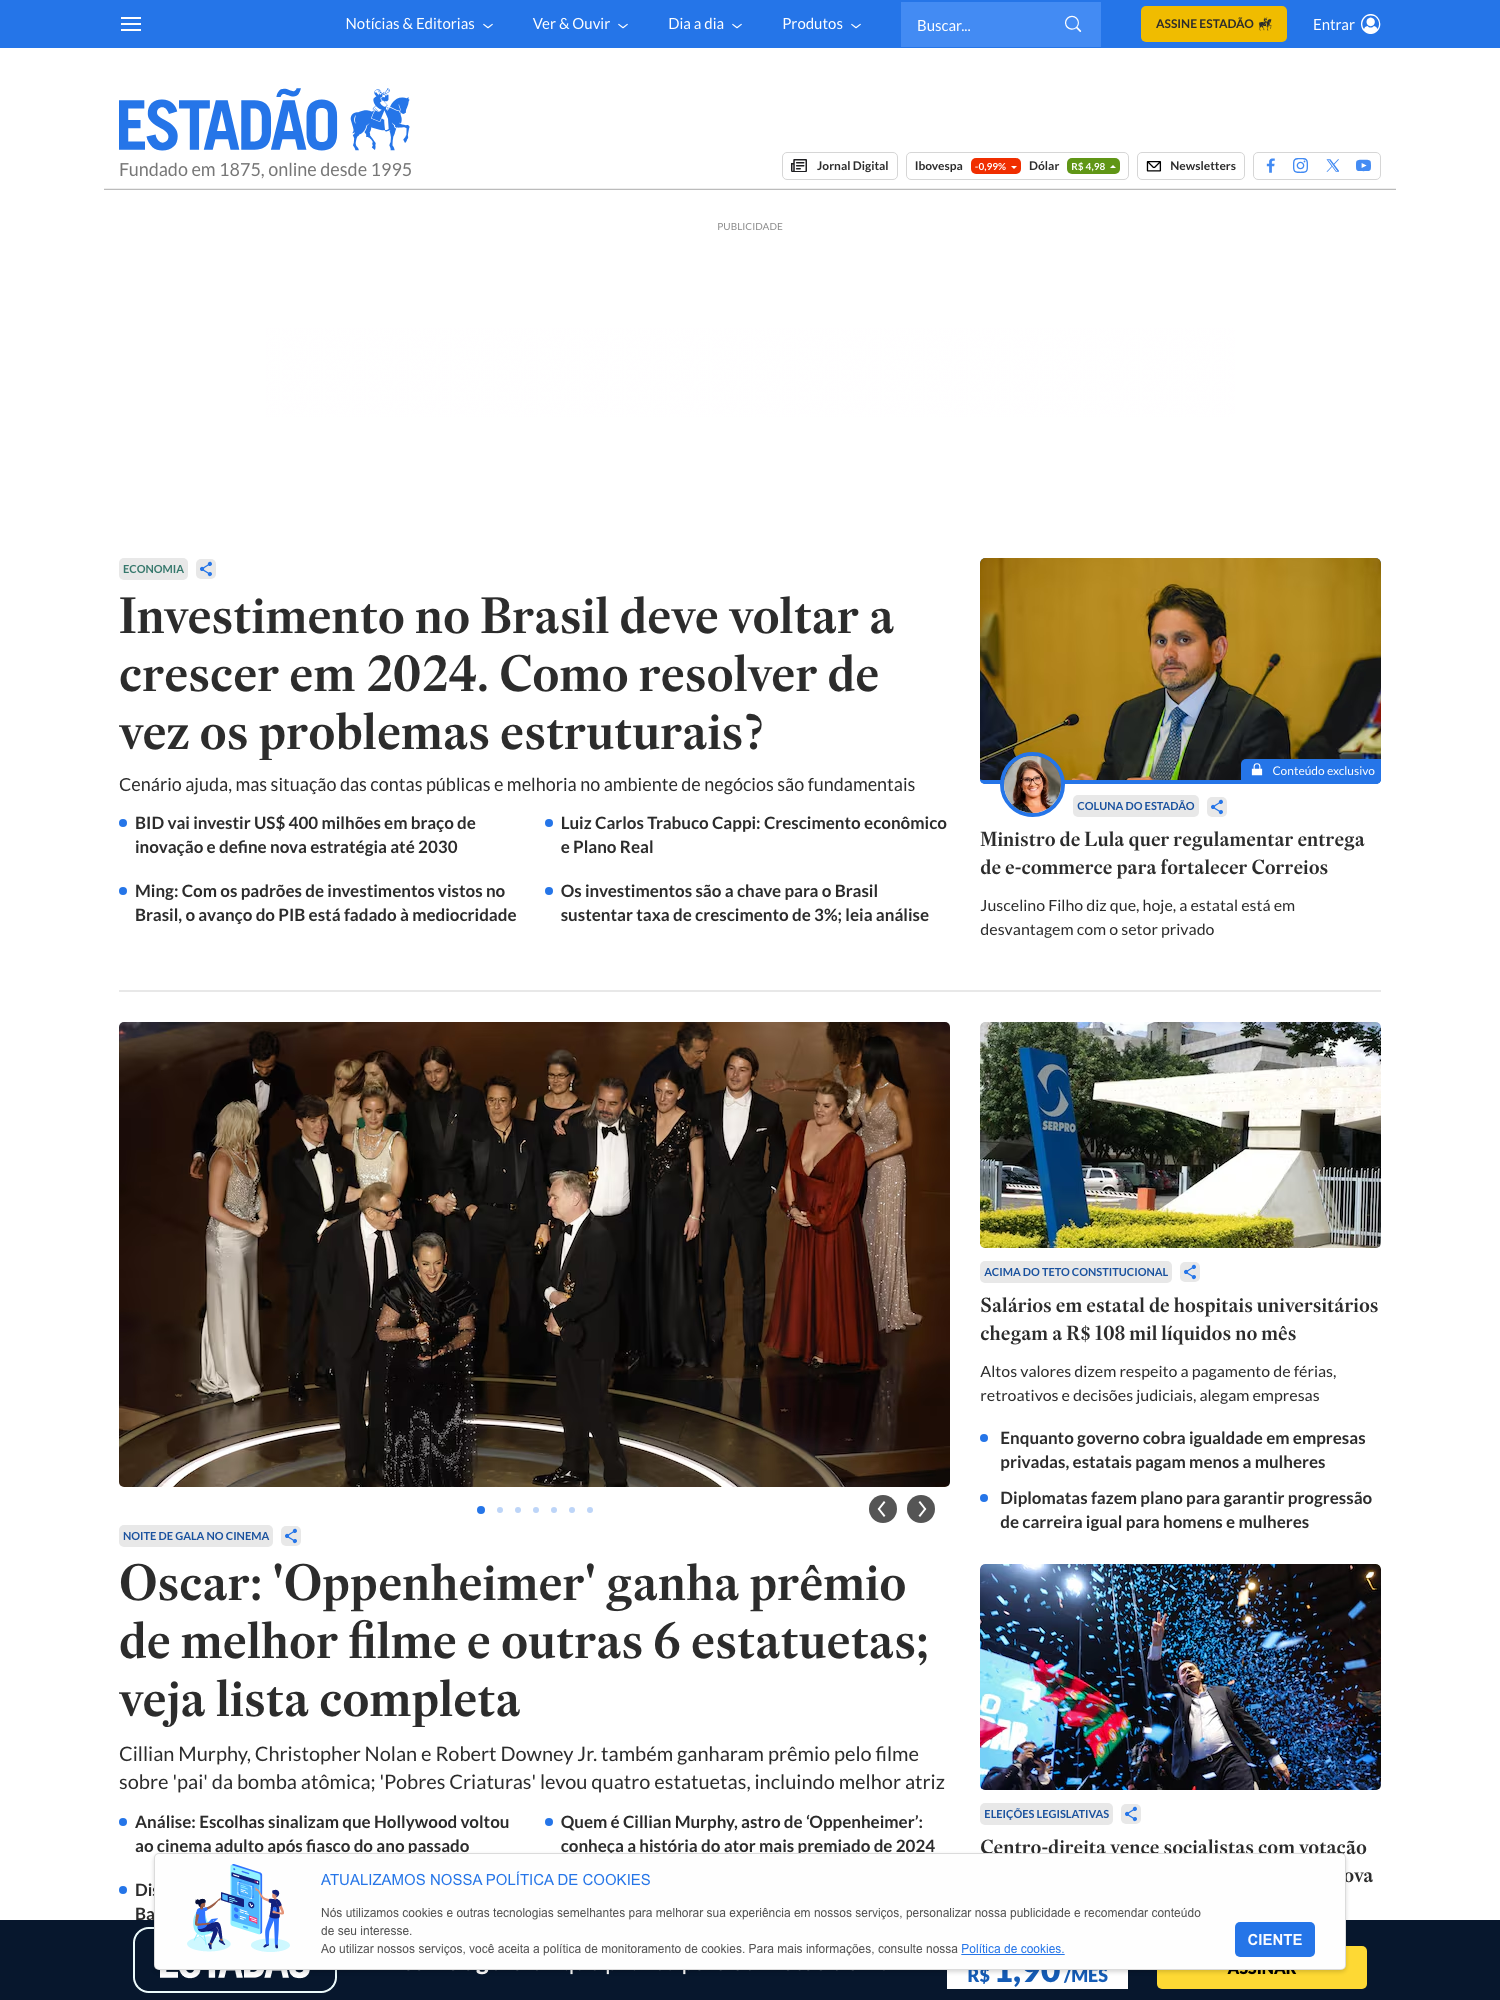 Notícias & Editorias
Ver & Ouvir
Dia a dia
Produtos
Buscar...
ASSINE ESTADÃO
Entrar
ESTADÃO
Fundado em 1875, online desde 1995
Jornal Digital
Ibovespa -0,99% Dólar R$ 4,98
Newsletters
PUBLICIDADE
ECONOMIA
Investimento no Brasil deve voltar a
crescer em 2024. Como resolver de
vez os problemas estruturais?
Cenário ajuda, mas situação das contas públicas e melhoria no ambiente de negócios são fundamentais
BID vai investir US$ 400 milhões em braço de
inovação e define nova estratégia até 2030
Luiz Carlos Trabuco Cappi: Crescimento econômico
e Plano Real
Ming: Com os padrões de investimentos vistos no
Brasil, o avanço do PIB está fadado à mediocridade
Os investimentos são a chave para o Brasil
sustentar taxa de crescimento de 3%; leia análise
Conteúdo exclusivo
COLUNA DO ESTADÃO
Ministro de Lula quer regulamentar entrega
de e-commerce para fortalecer Correios
Juscelino Filho diz que, hoje, a estatal está em
desvantagem com o setor privado
NOITE DE GALA NO CINEMA
Oscar: 'Oppenheimer' ganha prêmio
de melhor filme e outras 6 estatuetas;
veja lista completa
Cillian Murphy, Christopher Nolan e Robert Downey Jr. também ganharam prêmio pelo filme
sobre 'pai' da bomba atômica; 'Pobres Criaturas' levou quatro estatuetas, incluindo melhor atriz
Análise: Escolhas sinalizam que Hollywood voltou
ao cinema adulto após fiasco do ano passado
Quem é Cillian Murphy, astro de ‘Oppenheimer’:
conheça a história do ator mais premiado de 2024
SERPRO
ACIMA DO TETO CONSTITUCIONAL
Salários em estatal de hospitais universitários
chegam a R$ 108 mil líquidos no mês
Altos valores dizem respeito a pagamento de férias,
retroativos e decisões judiciais, alegam empresas
Enquanto governo cobra igualdade em empresas
privadas, estatais pagam menos a mulheres
Diplomatas fazem plano para garantir progressão
de carreira igual para homens e mulheres
ELEIÇÕES LEGISLATIVAS
Centro-direita vence socialistas com votação
ATUALIZAMOS NOSSA POLÍTICA DE COOKIES
Nós utilizamos cookies e outras tecnologias semelhantes para melhorar sua experiência em nossos serviços, personalizar nossa publicidade e recomendar conteúdo
de seu interesse.
Ao utilizar nossos serviços, você aceita a política de monitoramento de cookies. Para mais informações, consulte nossa Política de cookies.
CIENTE
ESTADÃO
R$ 1,90/MÊS
ASSINAR